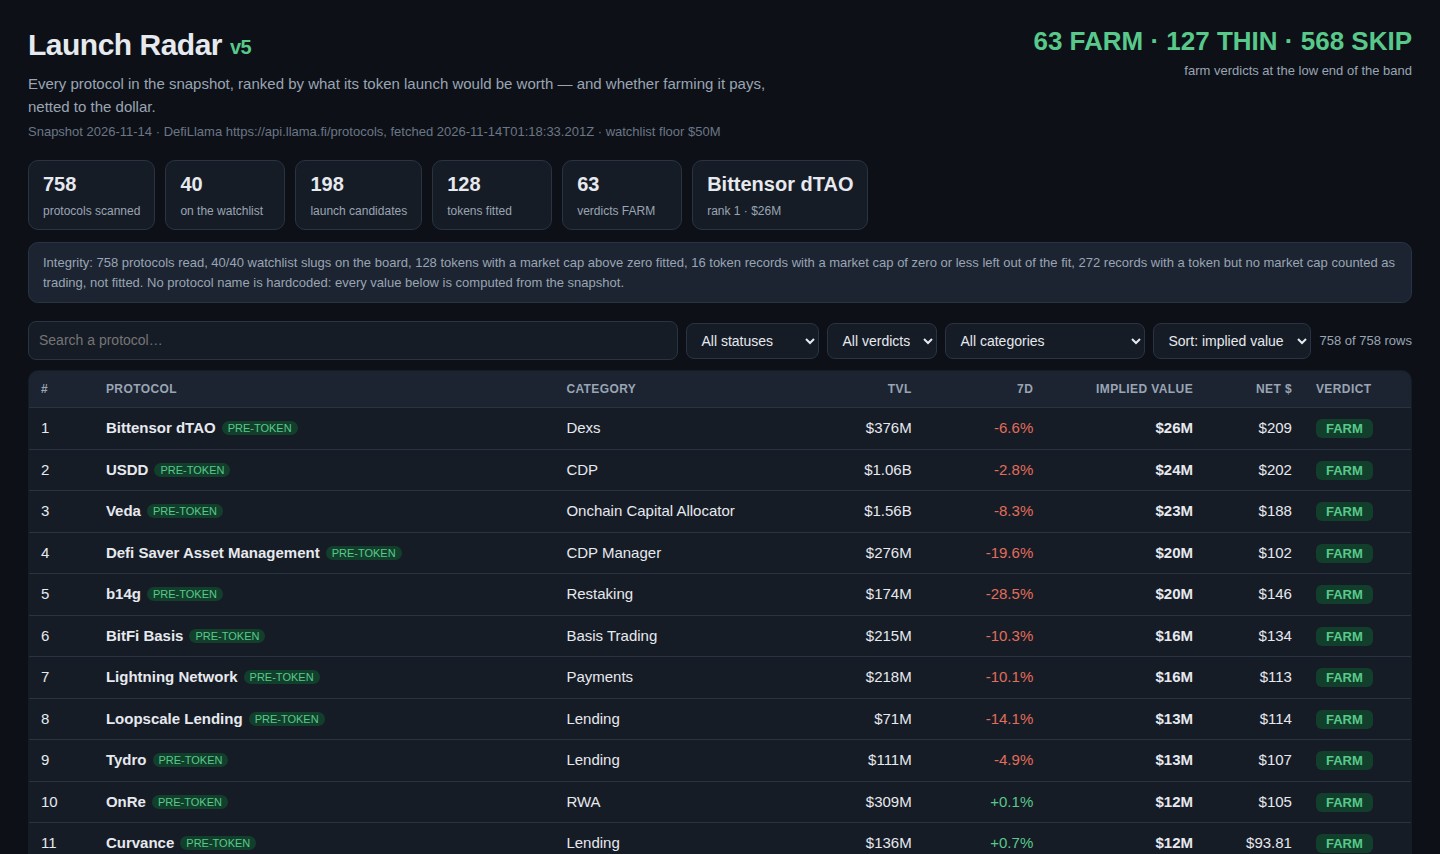 Launch Radar v5
63 FARM · 127 THIN · 568 SKIP
farm verdicts at the low end of the band
Every protocol in the snapshot, ranked by what its token launch would be worth — and whether farming it pays,
netted to the dollar.
Snapshot 2026-11-14 · DefiLlama https://api.llama.fi/protocols, fetched 2026-11-14T01:18:33.201Z · watchlist floor $50M
758 40 198 128 63 Bittensor dTAO
protocols scanned on the watchlist launch candidates tokens fitted verdicts FARM rank 1 · $26M
Integrity: 758 protocols read, 40/40 watchlist slugs on the board, 128 tokens with a market cap above zero fitted, 16 token records with a market cap of zero or less left out of the fit, 272 records with a token but no market cap counted as
trading, not fitted. No protocol name is hardcoded: every value below is computed from the snapshot.
Search a protocol… All statuses All verdicts All categories Sort: implied value 758 of 758 rows
# PROTOCOL CATEGORY TVL 7D IMPLIED VALUE NET $ VERDICT
1 Bittensor dTAO PRE-TOKEN Dexs $376M -6.6% $26M $209 FARM
2 USDD PRE-TOKEN CDP $1.06B -2.8% $24M $202 FARM
3 Veda PRE-TOKEN Onchain Capital Allocator $1.56B -8.3% $23M $188 FARM
4 Defi Saver Asset Management PRE-TOKEN CDP Manager $276M -19.6% $20M $102 FARM
5 b14g PRE-TOKEN Restaking $174M -28.5% $20M $146 FARM
6 BitFi Basis PRE-TOKEN Basis Trading $215M -10.3% $16M $134 FARM
7 Lightning Network PRE-TOKEN Payments $218M -10.1% $16M $113 FARM
8 Loopscale Lending PRE-TOKEN Lending $71M -14.1% $13M $114 FARM
9 Tydro PRE-TOKEN Lending $111M -4.9% $13M $107 FARM
10 OnRe PRE-TOKEN RWA $309M +0.1% $12M $105 FARM
11 Curvance PRE-TOKEN Lending $136M +0.7% $12M $93.81 FARM